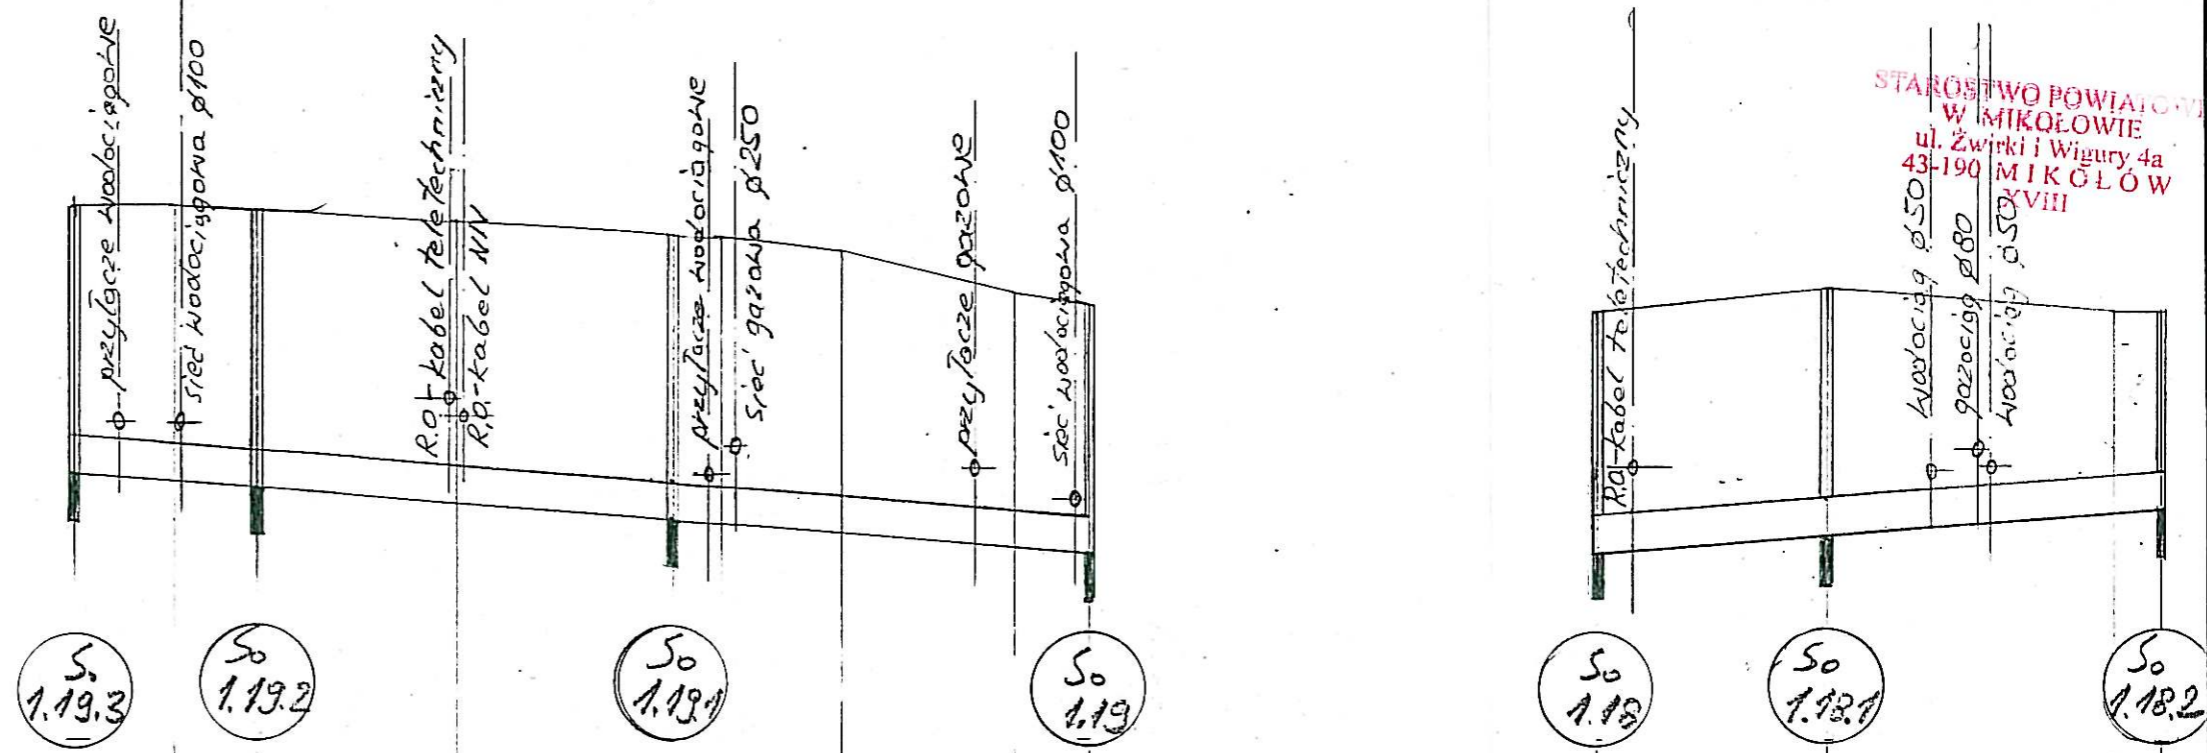 przyłącze wodociągowe
sieć wodociągowa ø100
R.O-kabel teletechniczny
R.O.-kabel NN
przyłącze wodociągowe
sieć gazowa ø250
przyłącze gazowe
sieć wodociągowa ø100
R.O-kabel teletechniczny
wodociąg ø50
gazociąg ø80
wodociąg ø50
STAROSTWO POWIATOWE
W MIKOŁOWIE
ul. Żwirki i Wigury 4a
43-190 MIKOŁÓW
XVIII
So
1.19.3
So
1.19.2
So
1.19.1
So
1.19
So
1.18
So
1.18.1
So
1.18.2